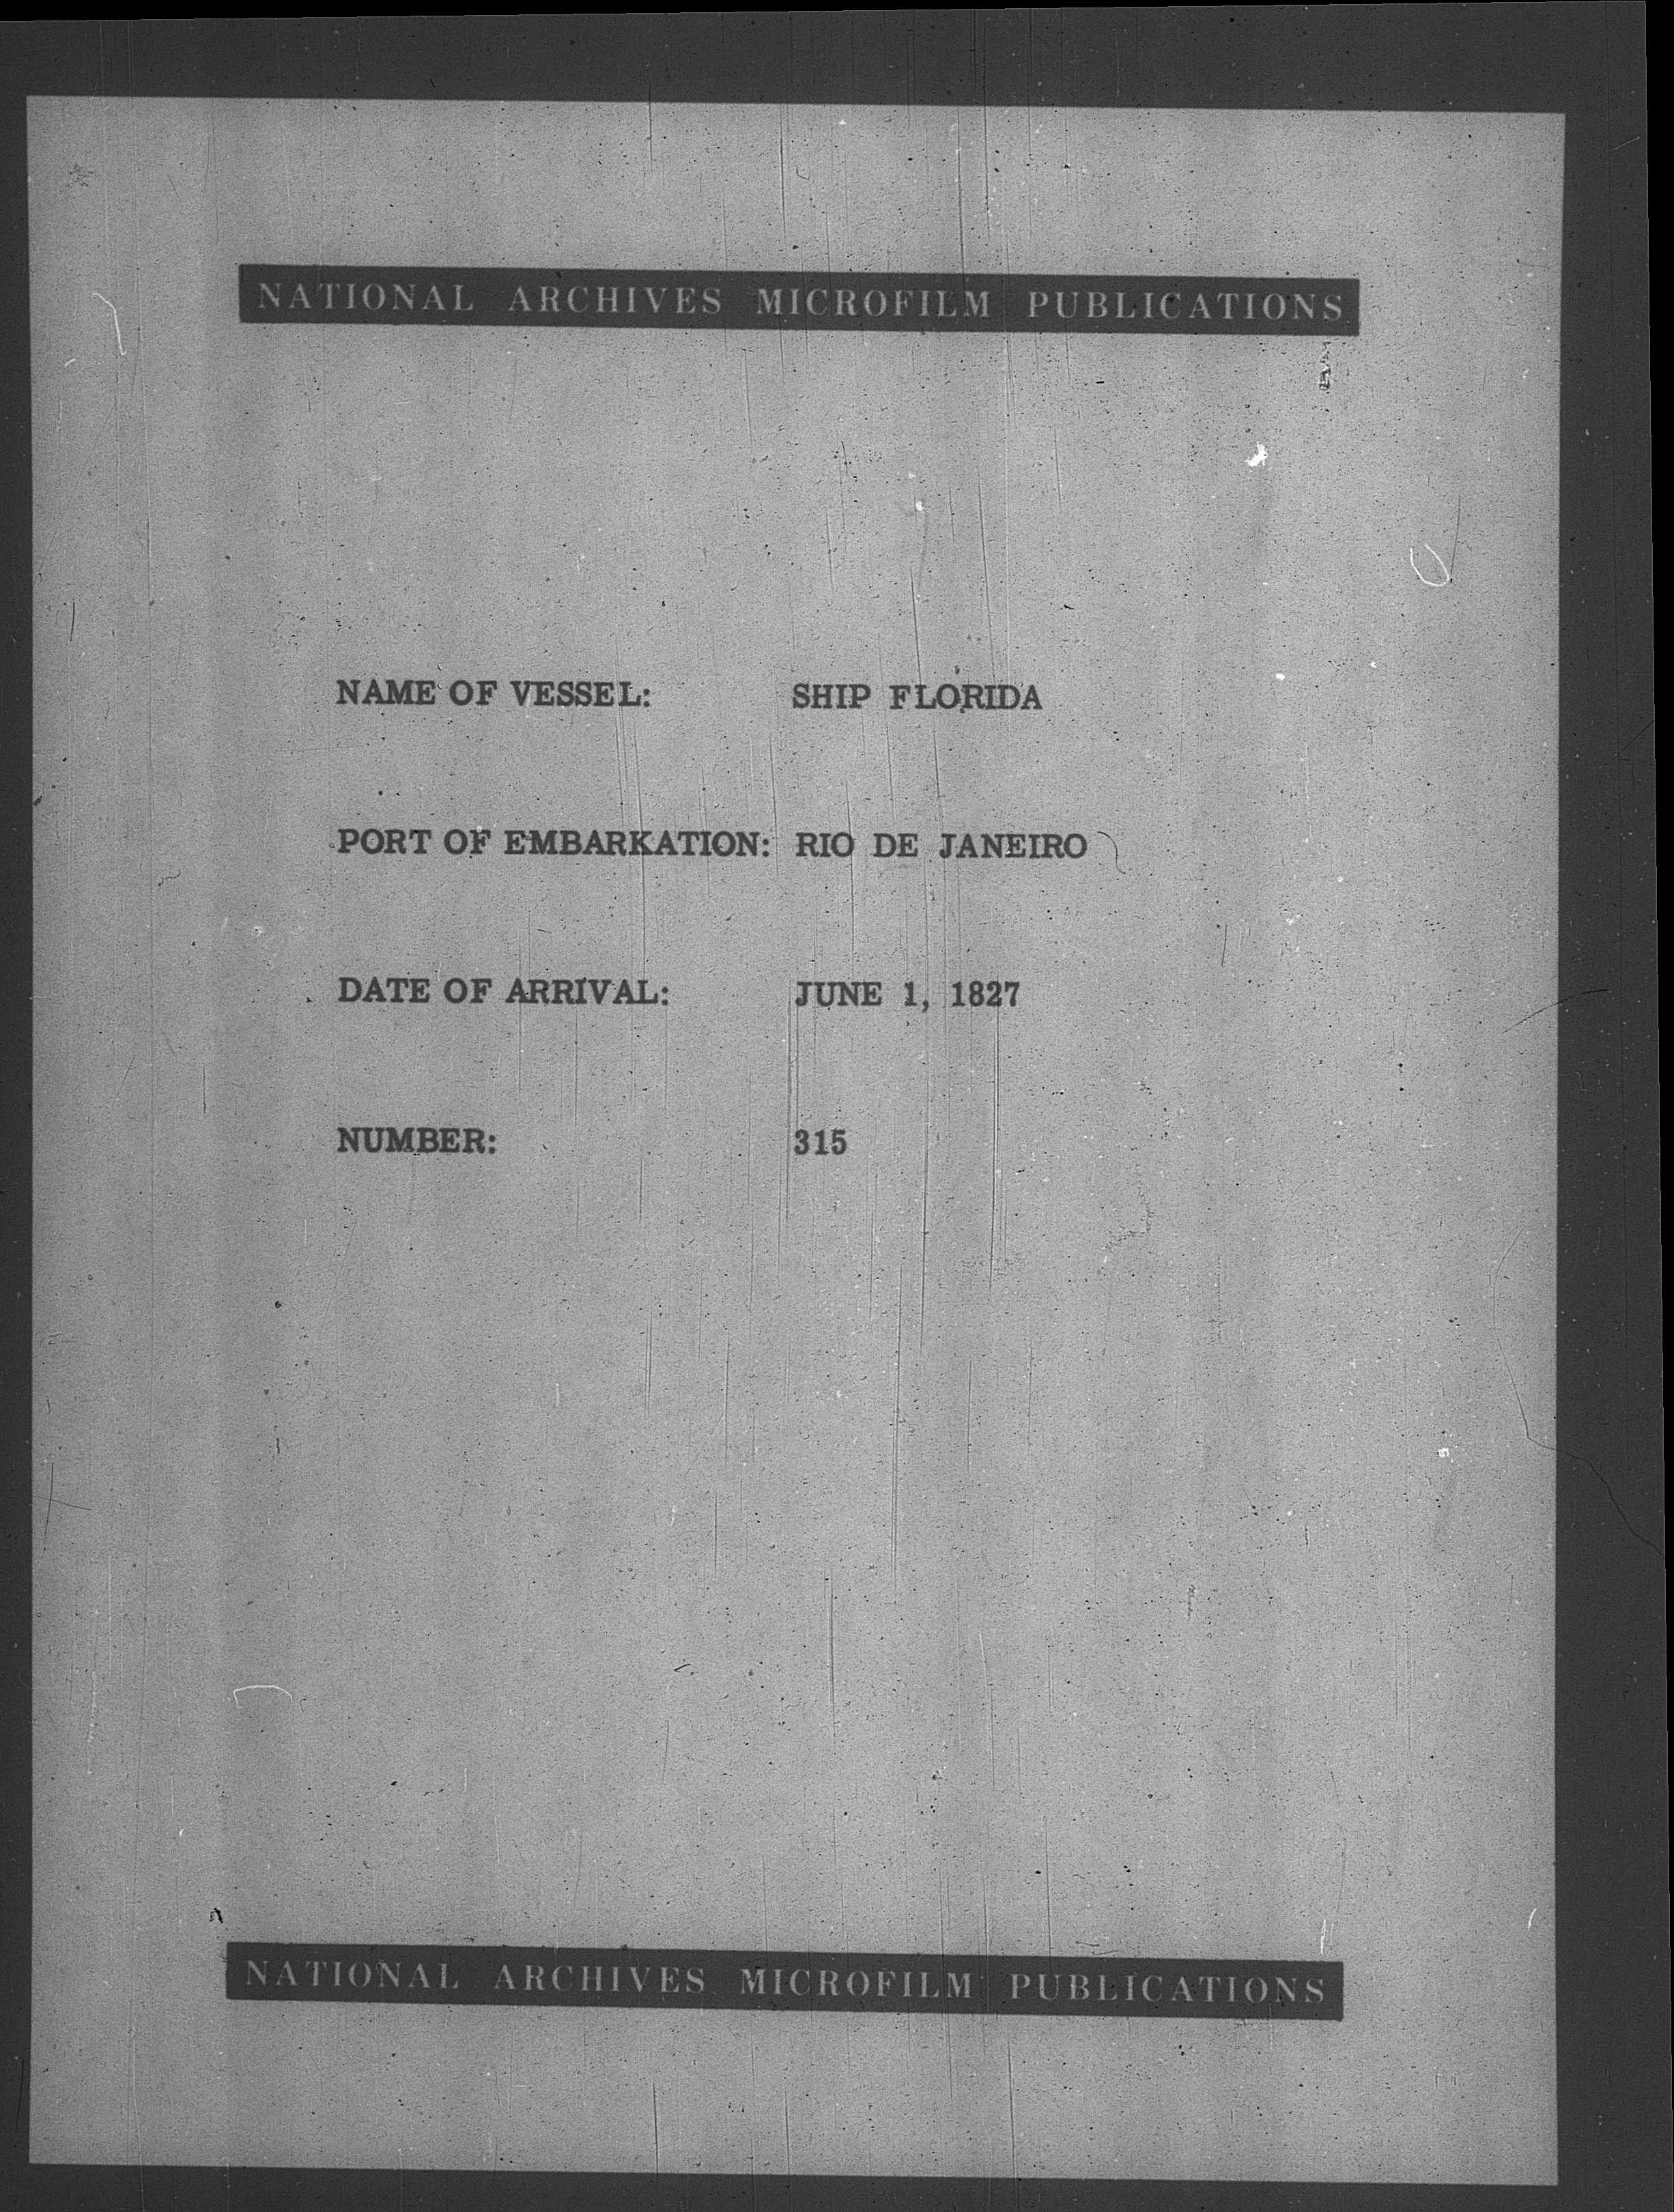 NATIONAL ARCHIVES MICROFILM PUBLICATIONS
NAME OF VESSEL: SHIP FLORIDA
PORT OF EMBARKATION: RIO DE JANEIRO
DATE OF ARRIVAL: JUNE 1, 1827
NUMBER: 315
NATIONAL ARCHIVES MICROFILM PUBLICATIONS